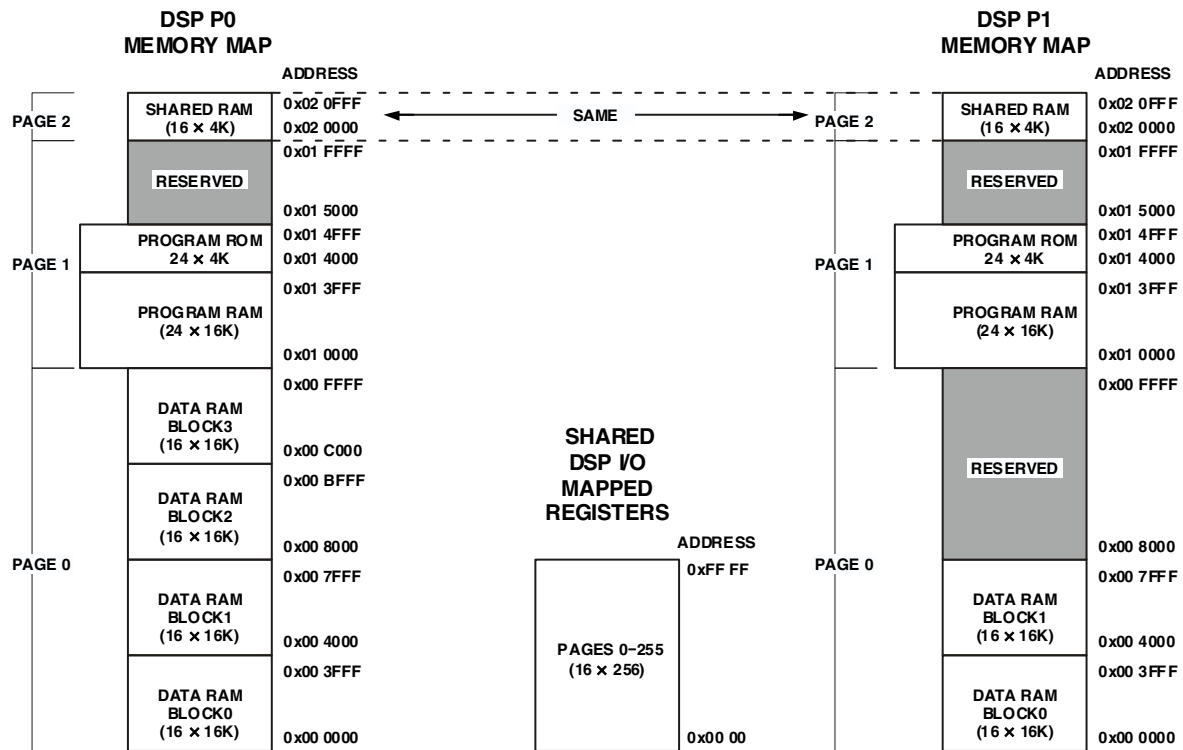 DSP P0
MEMORY MAP
ADDRESS
PAGE 2
SHARED RAM
(16 × 4K)
0x02 0FFF
0x02 0000
RESERVED
0x01 FFFF
0x01 5000
PAGE 1
PROGRAM ROM
24 × 4K
0x01 4FFF
0x01 4000
PROGRAM RAM
(24 × 16K)
0x01 3FFF
0x01 0000
PAGE 0
DATA RAM
BLOCK3
(16 × 16K)
0x00 FFFF
0x00 C000
DATA RAM
BLOCK2
(16 × 16K)
0x00 BFFF
0x00 8000
DATA RAM
BLOCK1
(16 × 16K)
0x00 7FFF
0x00 4000
DATA RAM
BLOCK0
(16 × 16K)
0x00 3FFF
0x00 0000
SAME
SHARED
DSP I/O
MAPPED
REGISTERS
ADDRESS
0xFF FF
PAGES 0–255
(16 × 256)
0x00 00
DSP P1
MEMORY MAP
ADDRESS
PAGE 2
SHARED RAM
(16 × 4K)
0x02 0FFF
0x02 0000
RESERVED
0x01 FFFF
0x01 5000
PAGE 1
PROGRAM ROM
24 × 4K
0x01 4FFF
0x01 4000
PROGRAM RAM
(24 × 16K)
0x01 3FFF
0x01 0000
PAGE 0
RESERVED
0x00 FFFF
0x00 8000
DATA RAM
BLOCK1
(16 × 16K)
0x00 7FFF
0x00 4000
DATA RAM
BLOCK0
(16 × 16K)
0x00 3FFF
0x00 0000